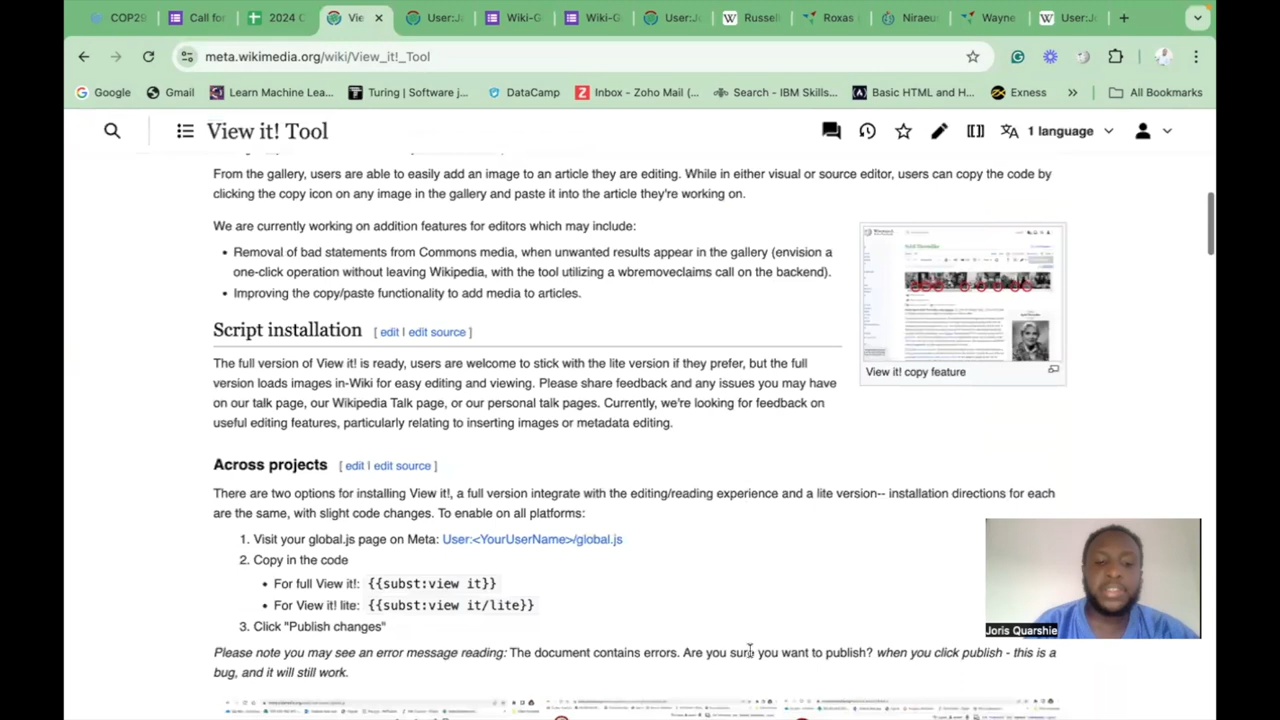 COP29
Call for
2024 C
Vie
User:J
Wiki-G
Wiki-G
User:J
Russell
Roxas
Niraeu
Wayne
User:J
meta.wikimedia.org/wiki/View_it!_Tool
Google
Gmail
Learn Machine Lea...
Turing | Software j...
DataCamp
Inbox - Zoho Mail (...
Search - IBM Skills...
Basic HTML and H...
Exness
All Bookmarks
View it! Tool
1 language
From the gallery, users are able to easily add an image to an article they are editing. While in either visual or source editor, users can copy the code by
clicking the copy icon on any image in the gallery and paste it into the article they're working on.
We are currently working on addition features for editors which may include:
• Removal of bad statements from Commons media, when unwanted results appear in the gallery (envision a
one-click operation without leaving Wikipedia, with the tool utilizing a wbremoveclaims call on the backend).
• Improving the copy/paste functionality to add media to articles.
View it! copy feature
Script installation [ edit | edit source ]
The full version of View it! is ready, users are welcome to stick with the lite version if they prefer, but the full
version loads images in-Wiki for easy editing and viewing. Please share feedback and any issues you may have
on our talk page, our Wikipedia Talk page, or our personal talk pages. Currently, we're looking for feedback on
useful editing features, particularly relating to inserting images or metadata editing.
Across projects [ edit | edit source ]
There are two options for installing View it!, a full version integrate with the editing/reading experience and a lite version-- installation directions for each
are the same, with slight code changes. To enable on all platforms:
1. Visit your global.js page on Meta: User:<YourUserName>/global.js
2. Copy in the code
• For full View it!: {{subst:view it}}
• For View it! lite: {{subst:view it/lite}}
3. Click "Publish changes"
Please note you may see an error message reading: The document contains errors. Are you sure you want to publish? when you click publish - this is a
bug, and it will still work.
Joris Quarshie